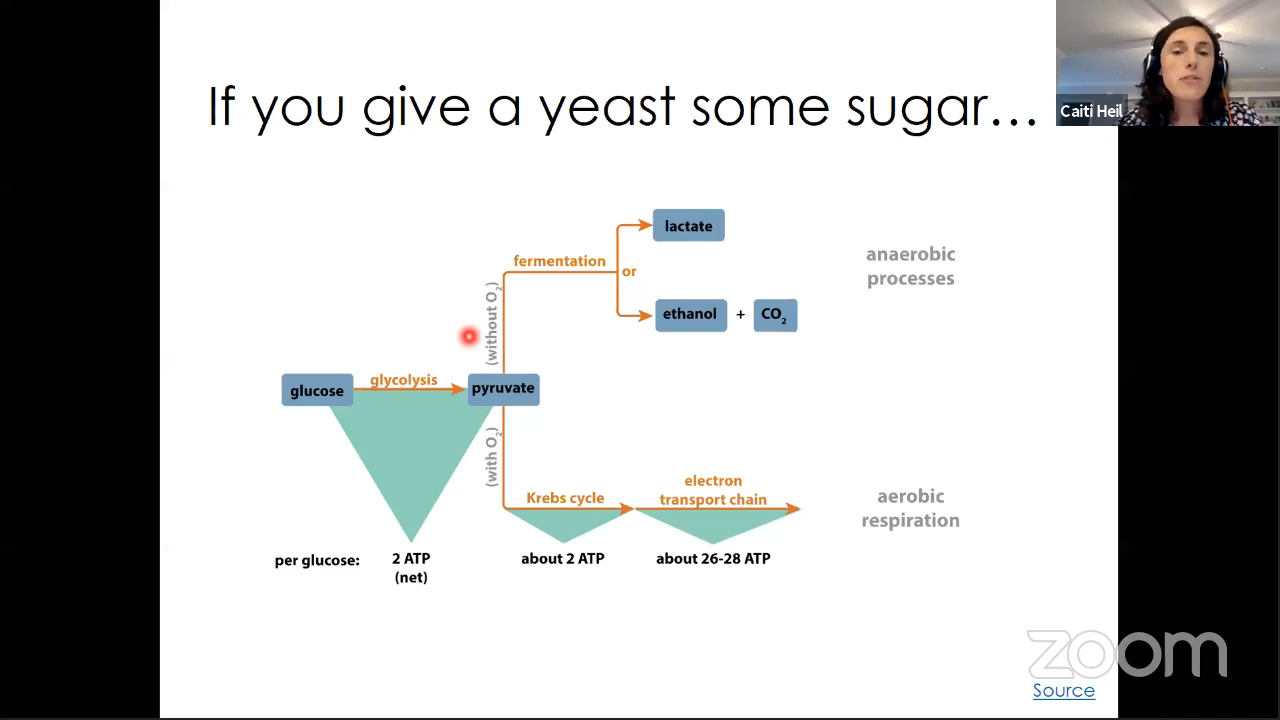 If you give a yeast some sugar…
Caiti Heil
lactate
fermentation
or
anaerobic
processes
(without O2)
ethanol + CO2
glucose
glycolysis
pyruvate
(with O2)
Krebs cycle
electron
transport chain
aerobic
respiration
per glucose:
2 ATP
(net)
about 2 ATP
about 26-28 ATP
zoom
Source